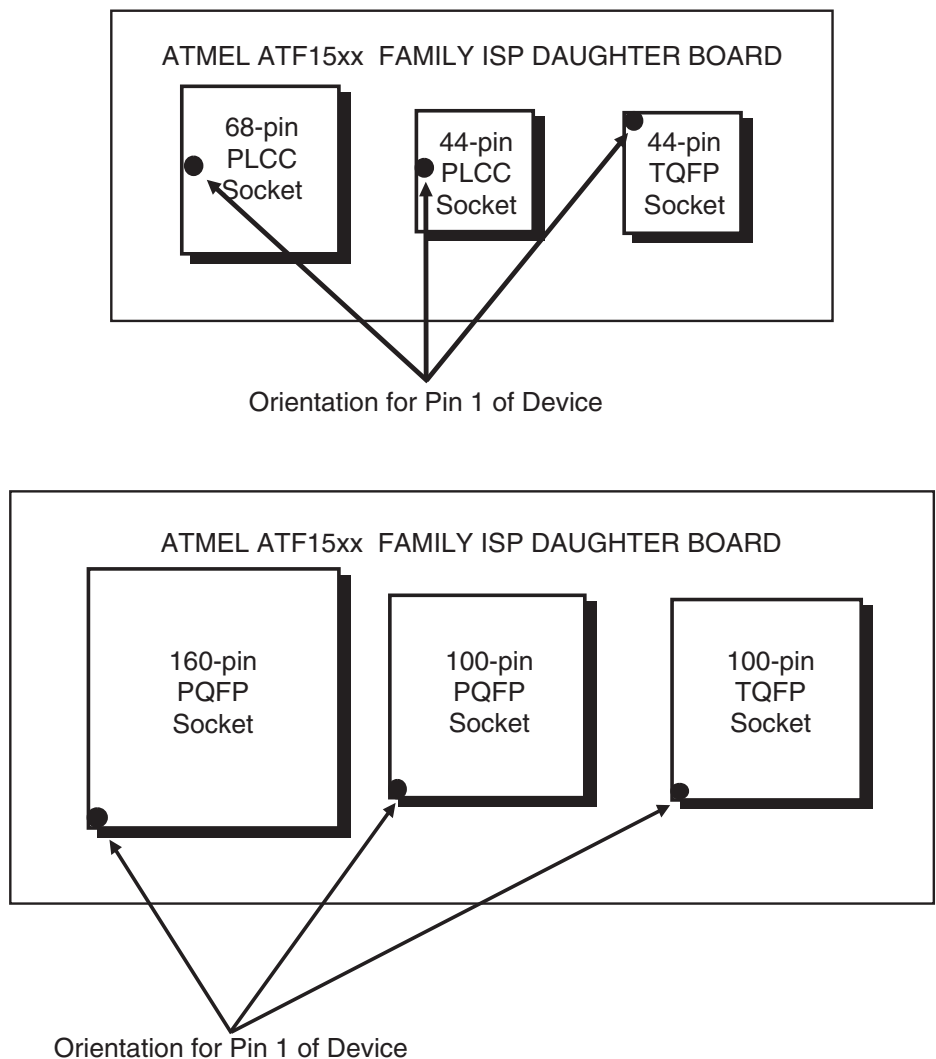 ATMEL ATF15xx FAMILY ISP DAUGHTER BOARD
68-pin
PLCC
Socket
44-pin
PLCC
Socket
44-pin
TQFP
Socket
Orientation for Pin 1 of Device
ATMEL ATF15xx FAMILY ISP DAUGHTER BOARD
160-pin
PQFP
Socket
100-pin
PQFP
Socket
100-pin
TQFP
Socket
Orientation for Pin 1 of Device